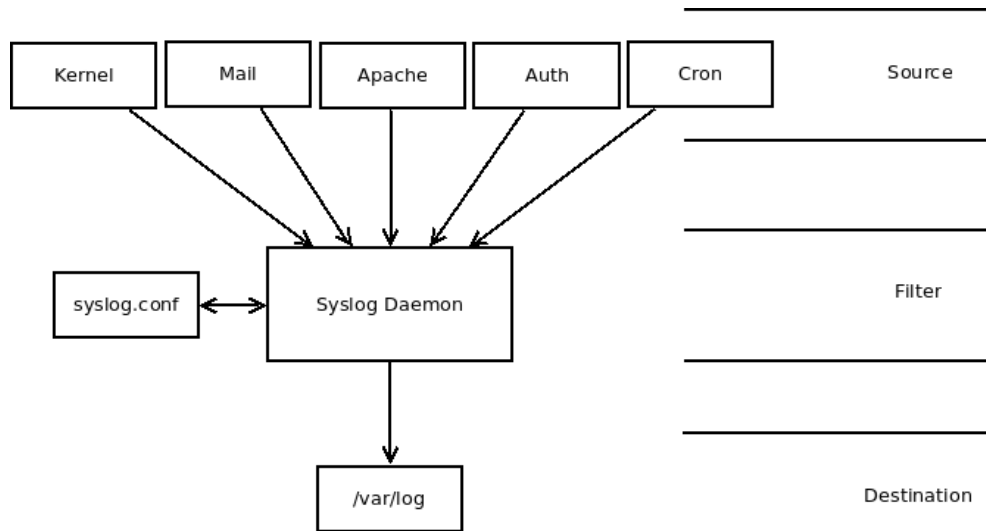 Kernel
Mail
Apache
Auth
Cron
Source
syslog.conf
Syslog Daemon
Filter
/var/log
Destination